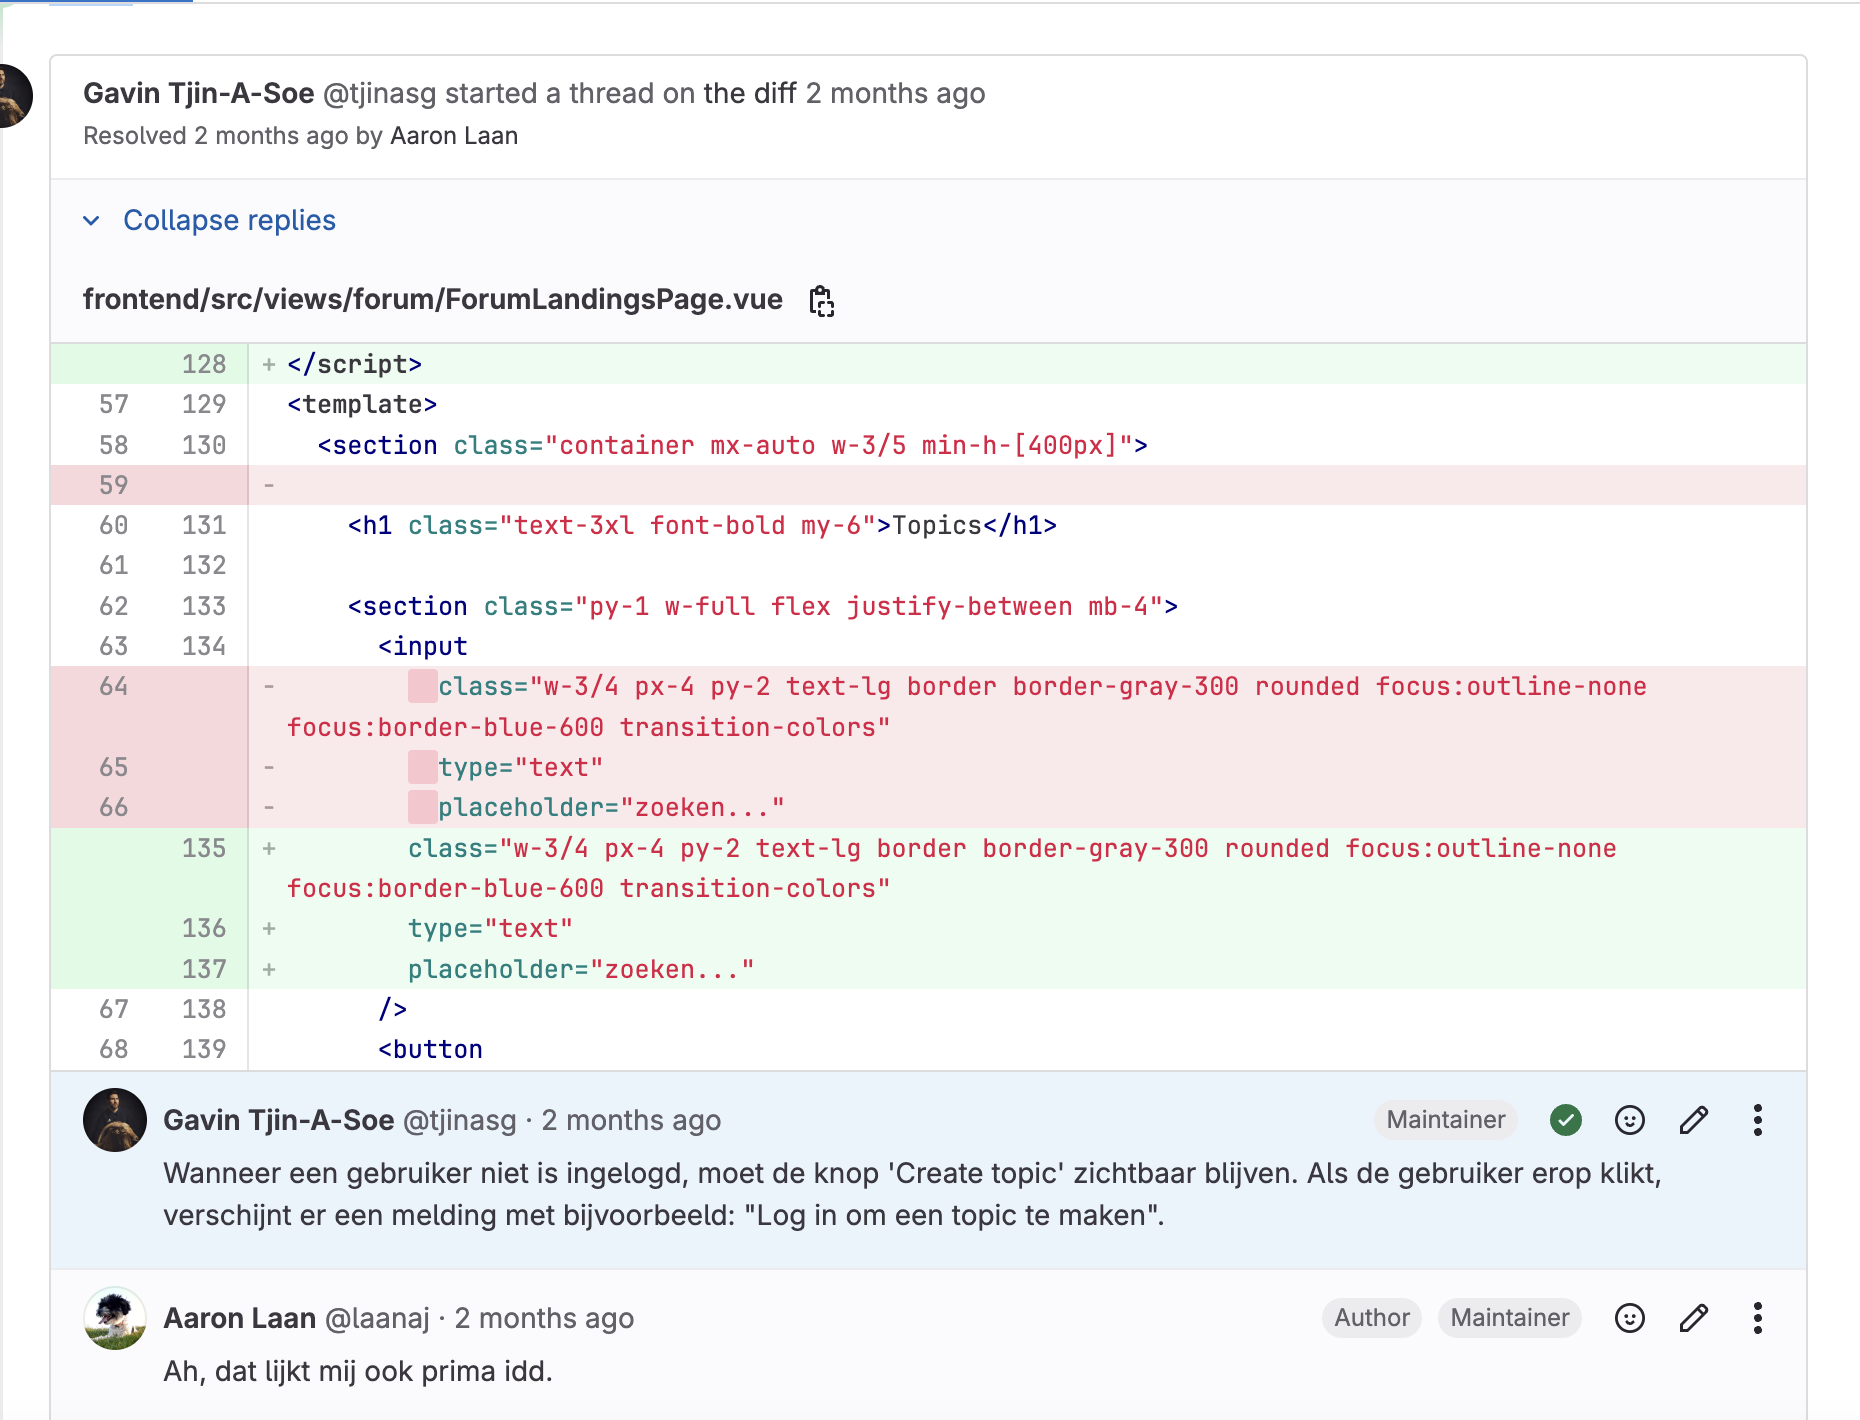 Gavin Tjin-A-Soe @tjinasg started a thread on the diff 2 months ago
Resolved 2 months ago by Aaron Laan
Collapse replies
frontend/src/views/forum/ForumLandingsPage.vue
128 + </script>
57 129 <template>
58 130 <section class="container mx-auto w-3/5 min-h-[400px]">
59 -
60 131 <h1 class="text-3xl font-bold my-6">Topics</h1>
61 132
62 133 <section class="py-1 w-full flex justify-between mb-4">
63 134 <input
64 - class="w-3/4 px-4 py-2 text-lg border border-gray-300 rounded focus:outline-none
focus:border-blue-600 transition-colors"
65 - type="text"
66 - placeholder="zoeken..."
135 + class="w-3/4 px-4 py-2 text-lg border border-gray-300 rounded focus:outline-none
focus:border-blue-600 transition-colors"
136 + type="text"
137 + placeholder="zoeken..."
67 138 />
68 139 <button
Gavin Tjin-A-Soe @tjinasg · 2 months ago Maintainer
Wanneer een gebruiker niet is ingelogd, moet de knop 'Create topic' zichtbaar blijven. Als de gebruiker erop klikt,
verschijnt er een melding met bijvoorbeeld: "Log in om een topic te maken".
Aaron Laan @laanaj · 2 months ago Author Maintainer
Ah, dat lijkt mij ook prima idd.